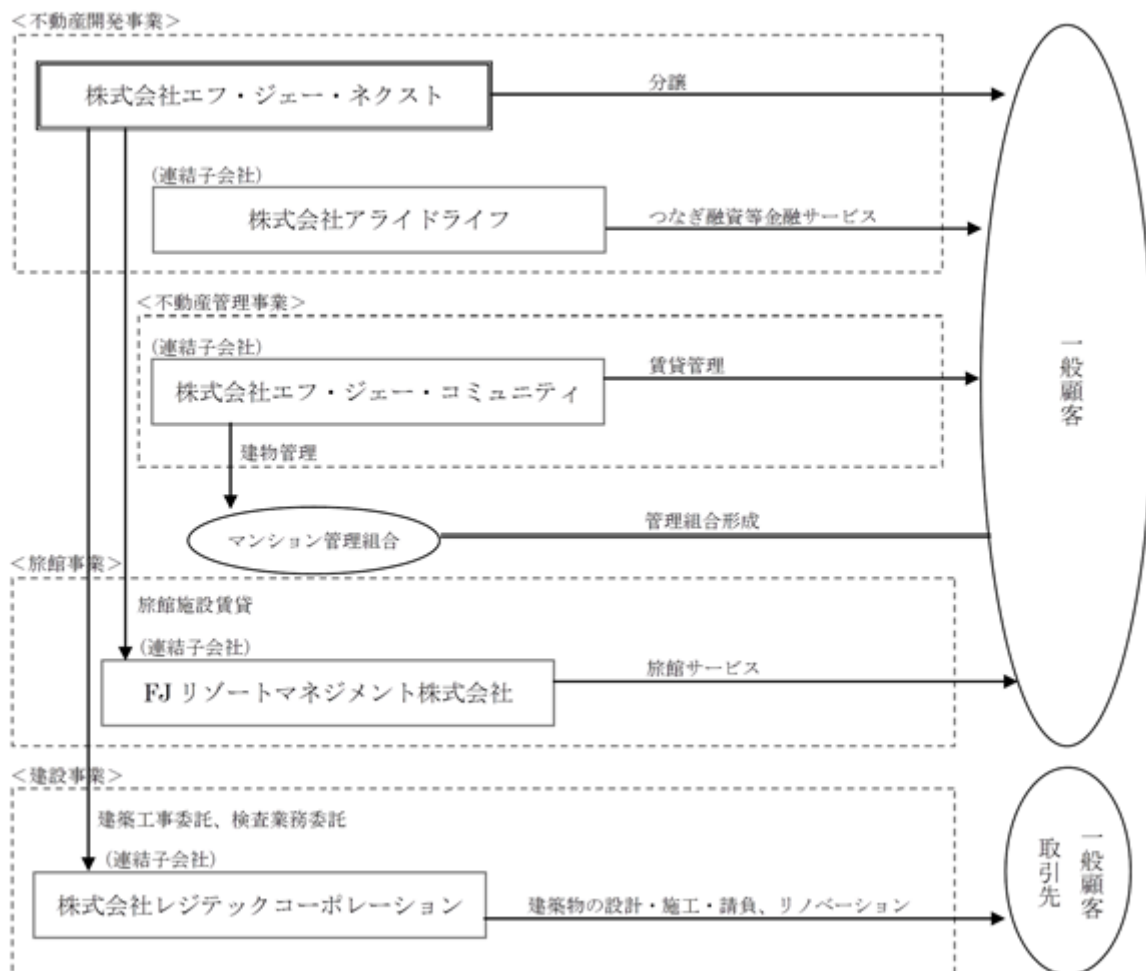 ＜不動産開発事業＞
株式会社エフ・ジェー・ネクスト
分譲
(連結子会社)
株式会社アライドライフ
つなぎ融資等金融サービス
＜不動産管理事業＞
(連結子会社)
株式会社エフ・ジェー・コミュニティ
賃貸管理
建物管理
マンション管理組合
管理組合形成
一般顧客
＜旅館事業＞
旅館施設賃貸
(連結子会社)
FJ リゾートマネジメント株式会社
旅館サービス
＜建設事業＞
建築工事委託、検査業務委託
(連結子会社)
株式会社レジテックコーポレーション
建築物の設計・施工・請負、リノベーション
一般顧客
取引先